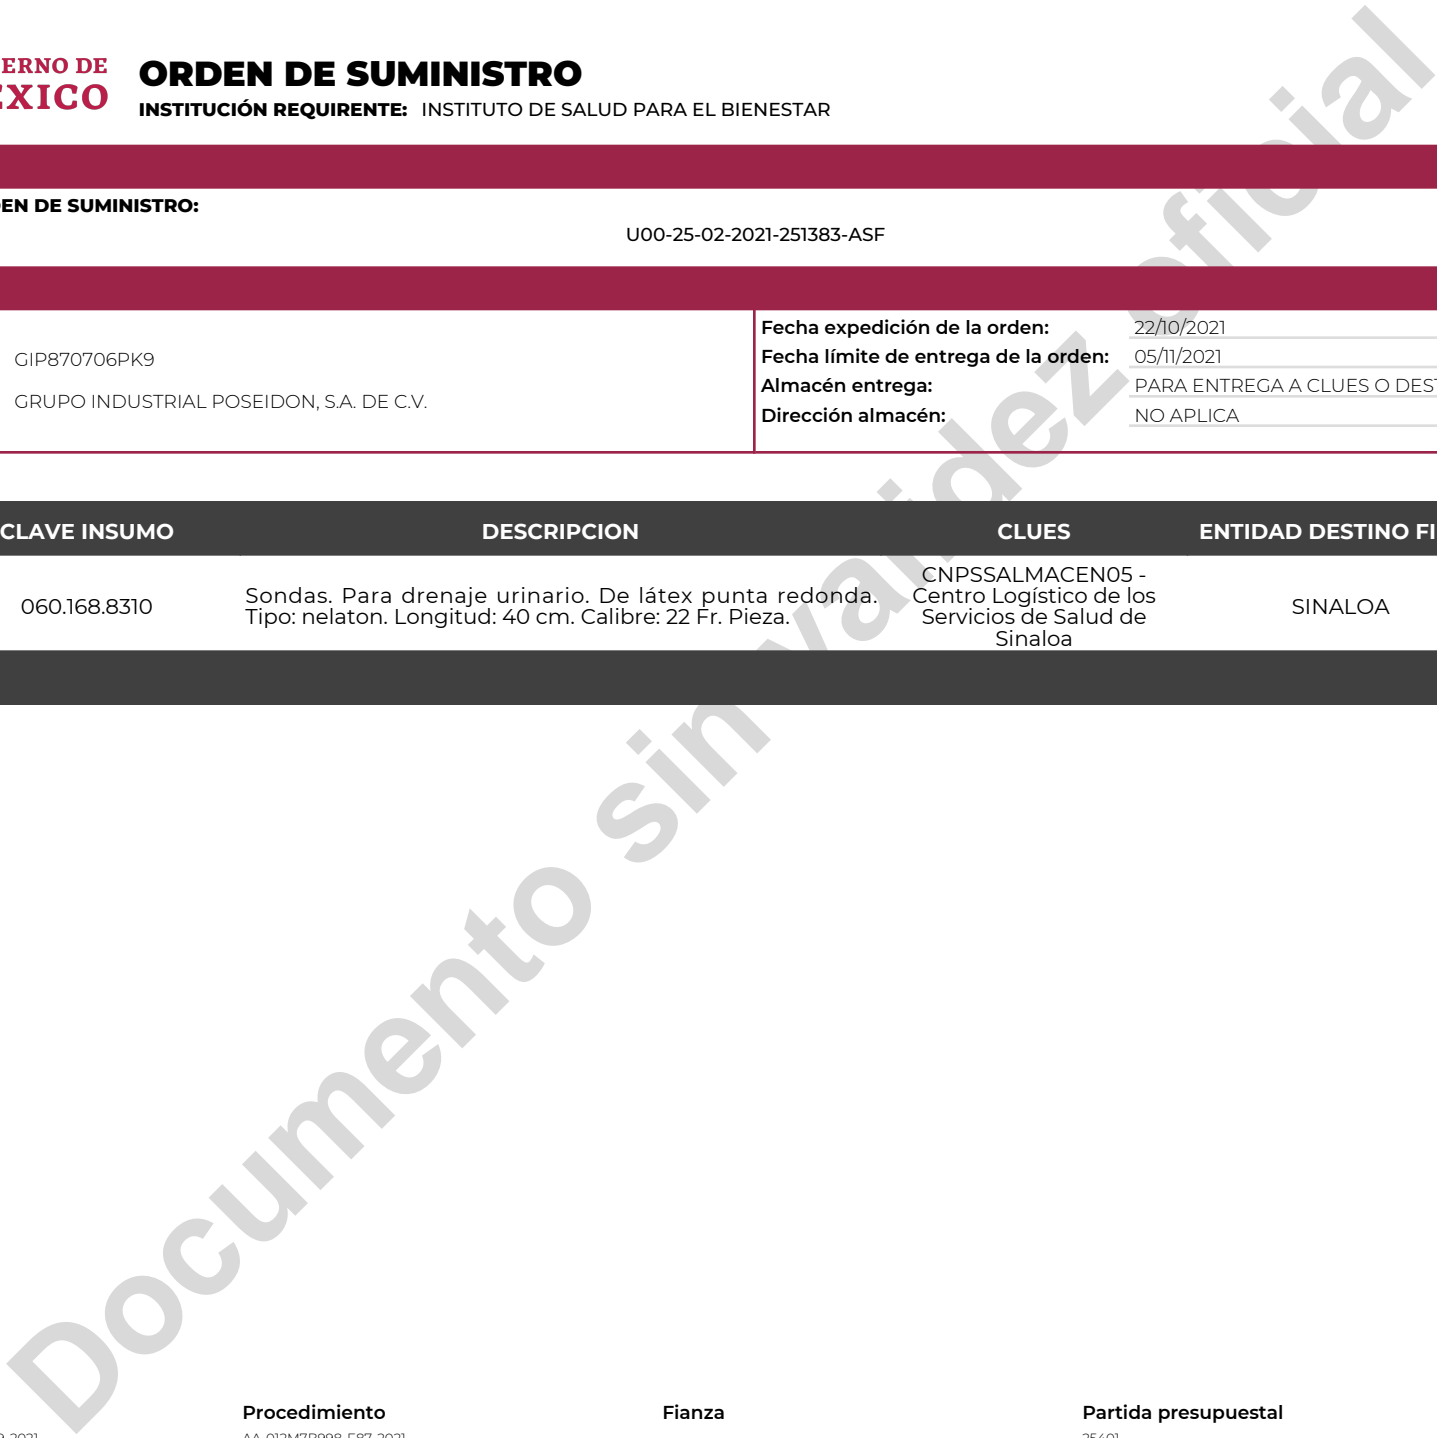 ERNO DE
ORDEN DE SUMINISTRO
INSTITUCIÓN REQUIRENTE: INSTITUTO DE SALUD PARA EL BIENESTAR
EN DE SUMINISTRO:
U00-25-02-2021-251383-ASF
GIP870706PK9
GRUPO INDUSTRIAL POSEIDON, S.A. DE C.V.
Fecha expedición de la orden: 22/10/2021
Fecha límite de entrega de la orden: 05/11/2021
Almacén entrega: PARA ENTREGA A CLUES O DEST
Dirección almacén: NO APLICA
CLAVE INSUMO DESCRIPCION CLUES ENTIDAD DESTINO FI
060.168.8310
Sondas. Para drenaje urinario. De látex punta redonda.
Tipo: nelaton. Longitud: 40 cm. Calibre: 22 Fr. Pieza.
CNPSSALMACEN05 -
Centro Logístico de los
Servicios de Salud de
Sinaloa
SINALOA
Documento sin validez oficial
Procedimiento Fianza Partida presupuestal